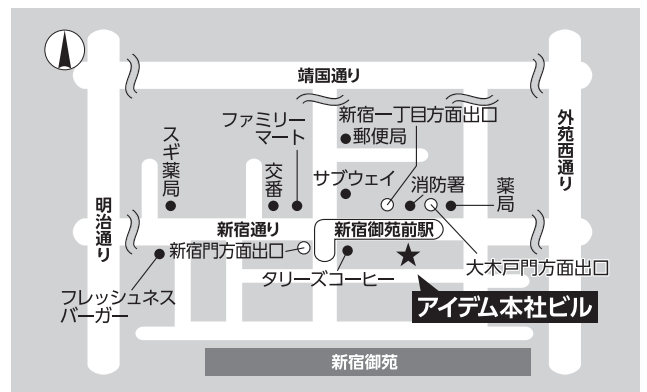 靖国通り
ファミリー
マート
新宿一丁目方面出口
郵便局
外苑西通り
スギ薬局
交番
サブウェイ
消防署
薬局
明治通り
新宿通り
新宿御苑前駅
新宿門方面出口
タリーズコーヒー
大木戸門方面出口
フレッシュネス
バーガー
アイデム本社ビル
新宿御苑